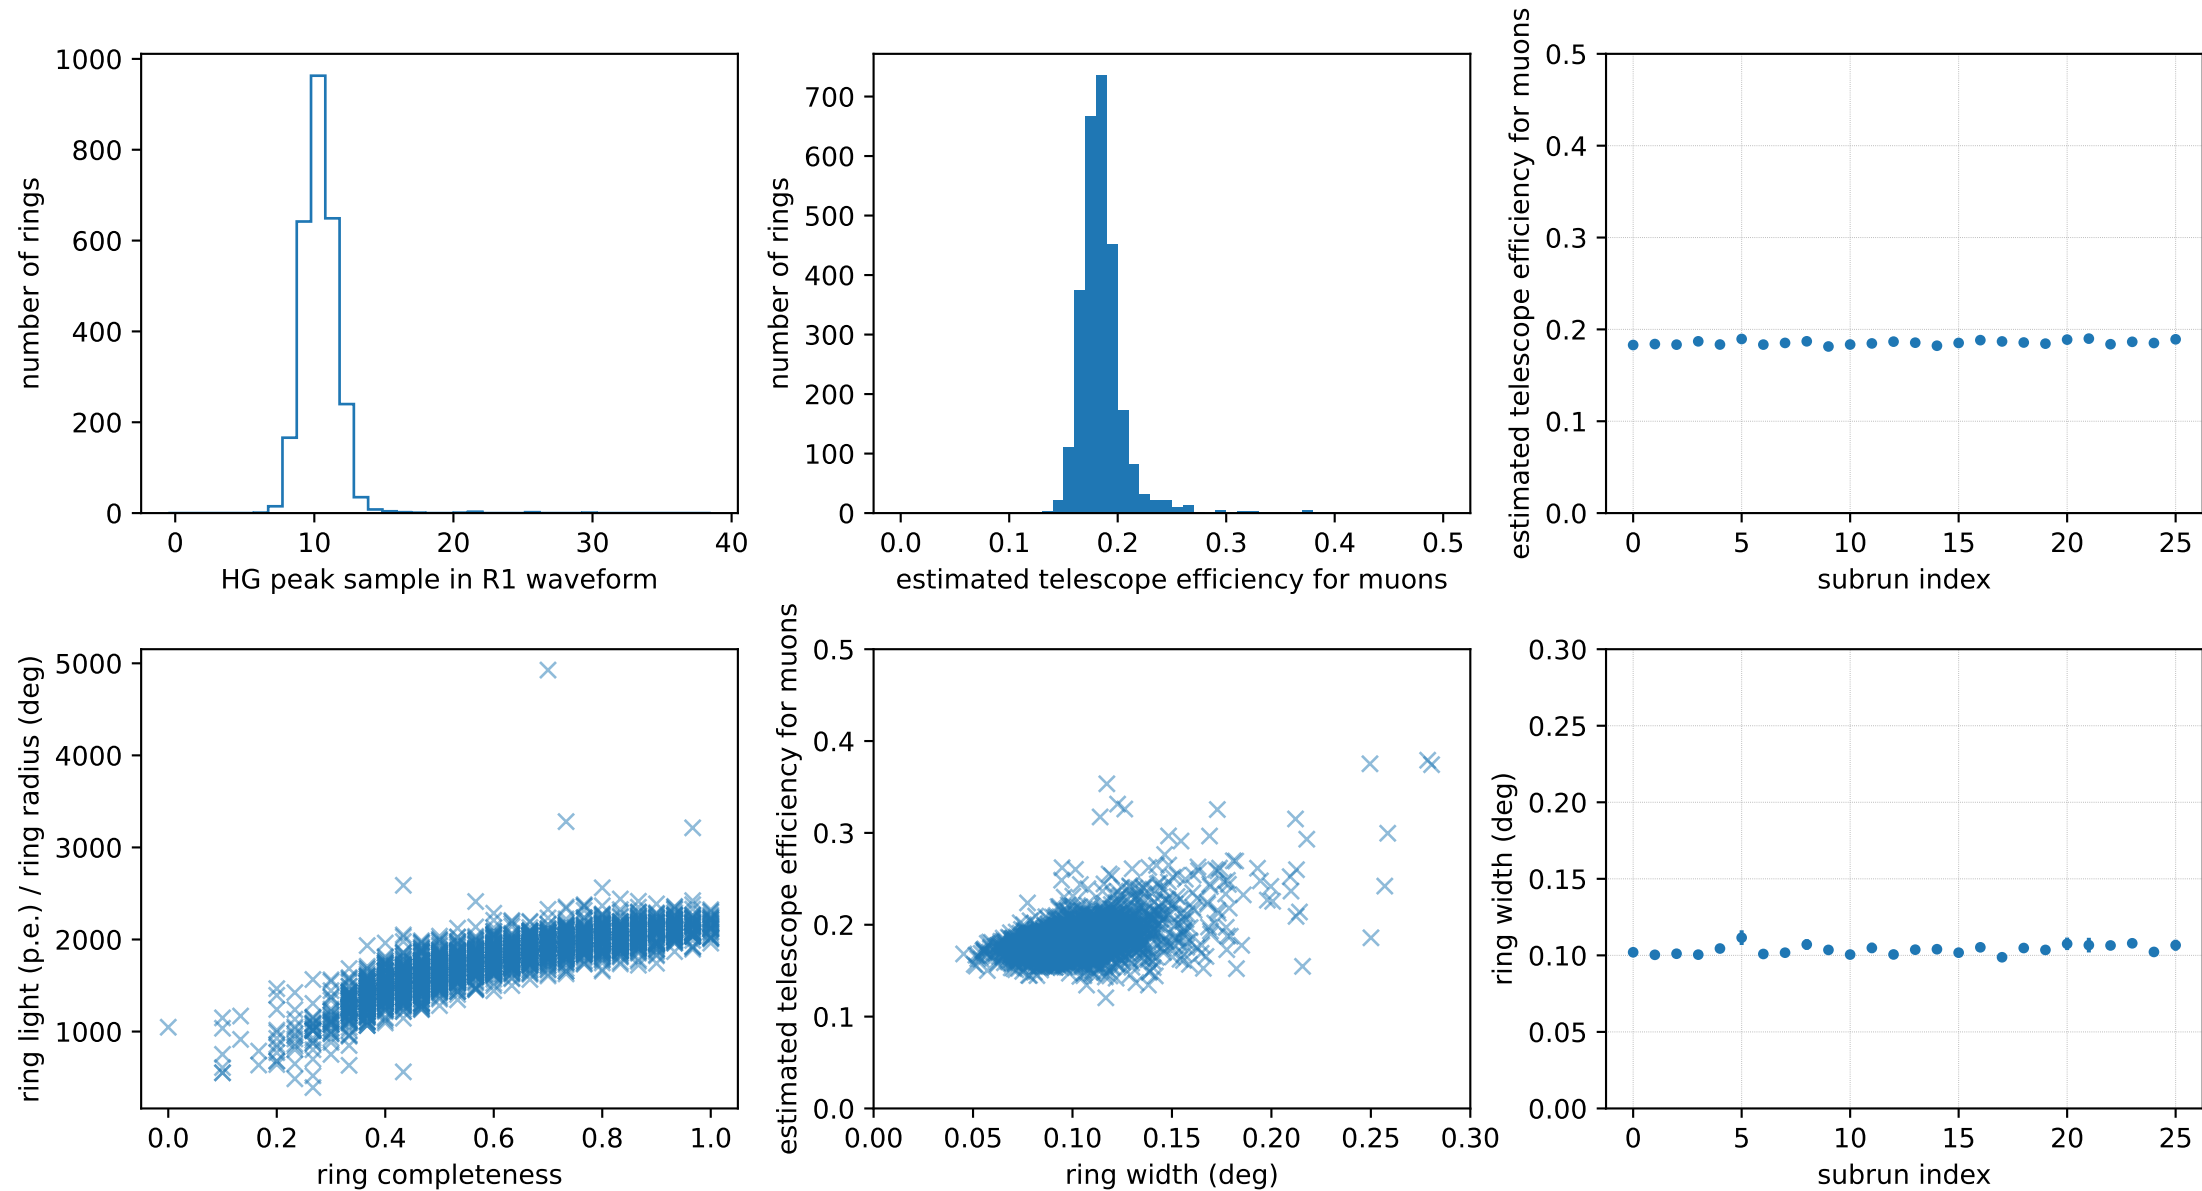 number of rings
1000
800
600
400
200
0
0 10 20 30 40
HG peak sample in R1 waveform
number of rings
700
600
500
400
300
200
100
0
0.0 0.1 0.2 0.3 0.4 0.5
estimated telescope efficiency for muons
estimated telescope efficiency for muons
0.5
0.4
0.3
0.2
0.1
0.0
0 5 10 15 20 25
subrun index
ring light (p.e.) / ring radius (deg)
5000
4000
3000
2000
1000
0.0 0.2 0.4 0.6 0.8 1.0
ring completeness
estimated telescope efficiency for muons
0.5
0.4
0.3
0.2
0.1
0.0
0.00 0.05 0.10 0.15 0.20 0.25 0.30
ring width (deg)
ring width (deg)
0.30
0.25
0.20
0.15
0.10
0.05
0.00
0 5 10 15 20 25
subrun index